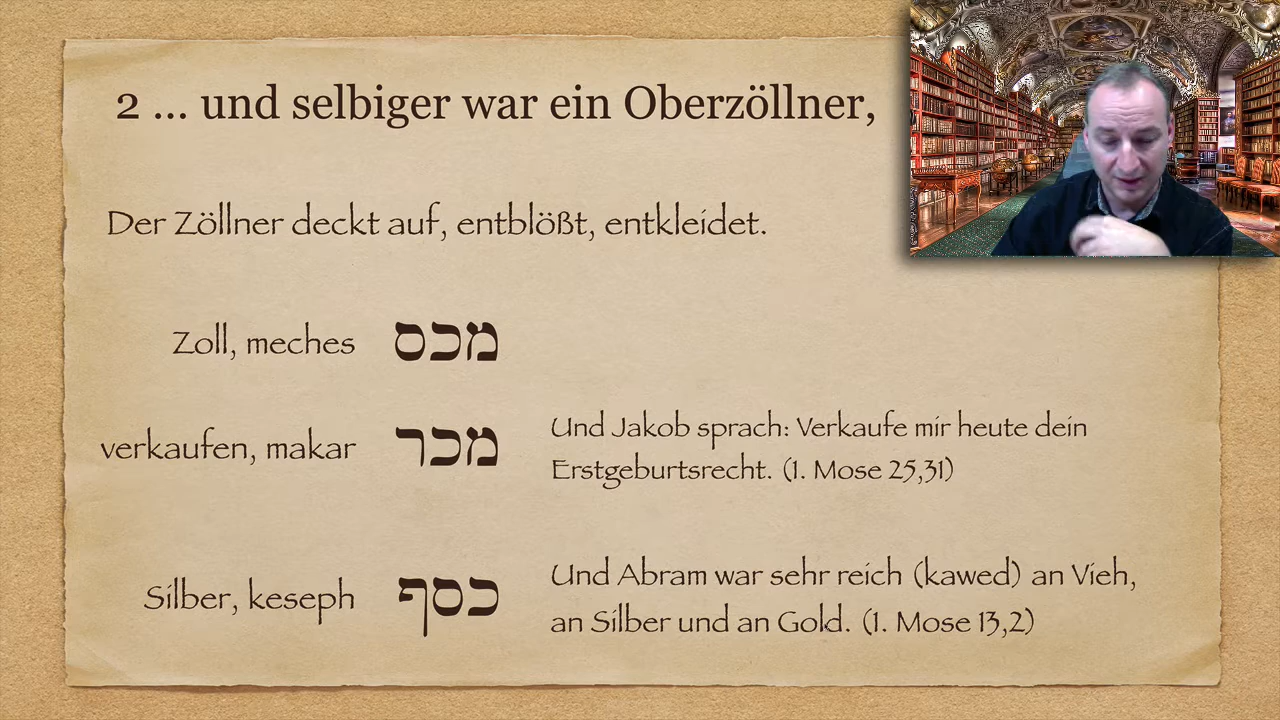 2 ... und selbiger war ein Oberzöllner,
Der Zöllner deckt auf, entblößt, entkleidet.
Zoll, meches מכס
verkaufen, makar מכר
Und Jakob sprach: Verkaufe mir heute dein
Erstgeburtsrecht. (1. Mose 25,31)
Silber, keseph כסף
Und Abram war sehr reich (kawed) an Vieh,
an Silber und an Gold. (1. Mose 13,2)